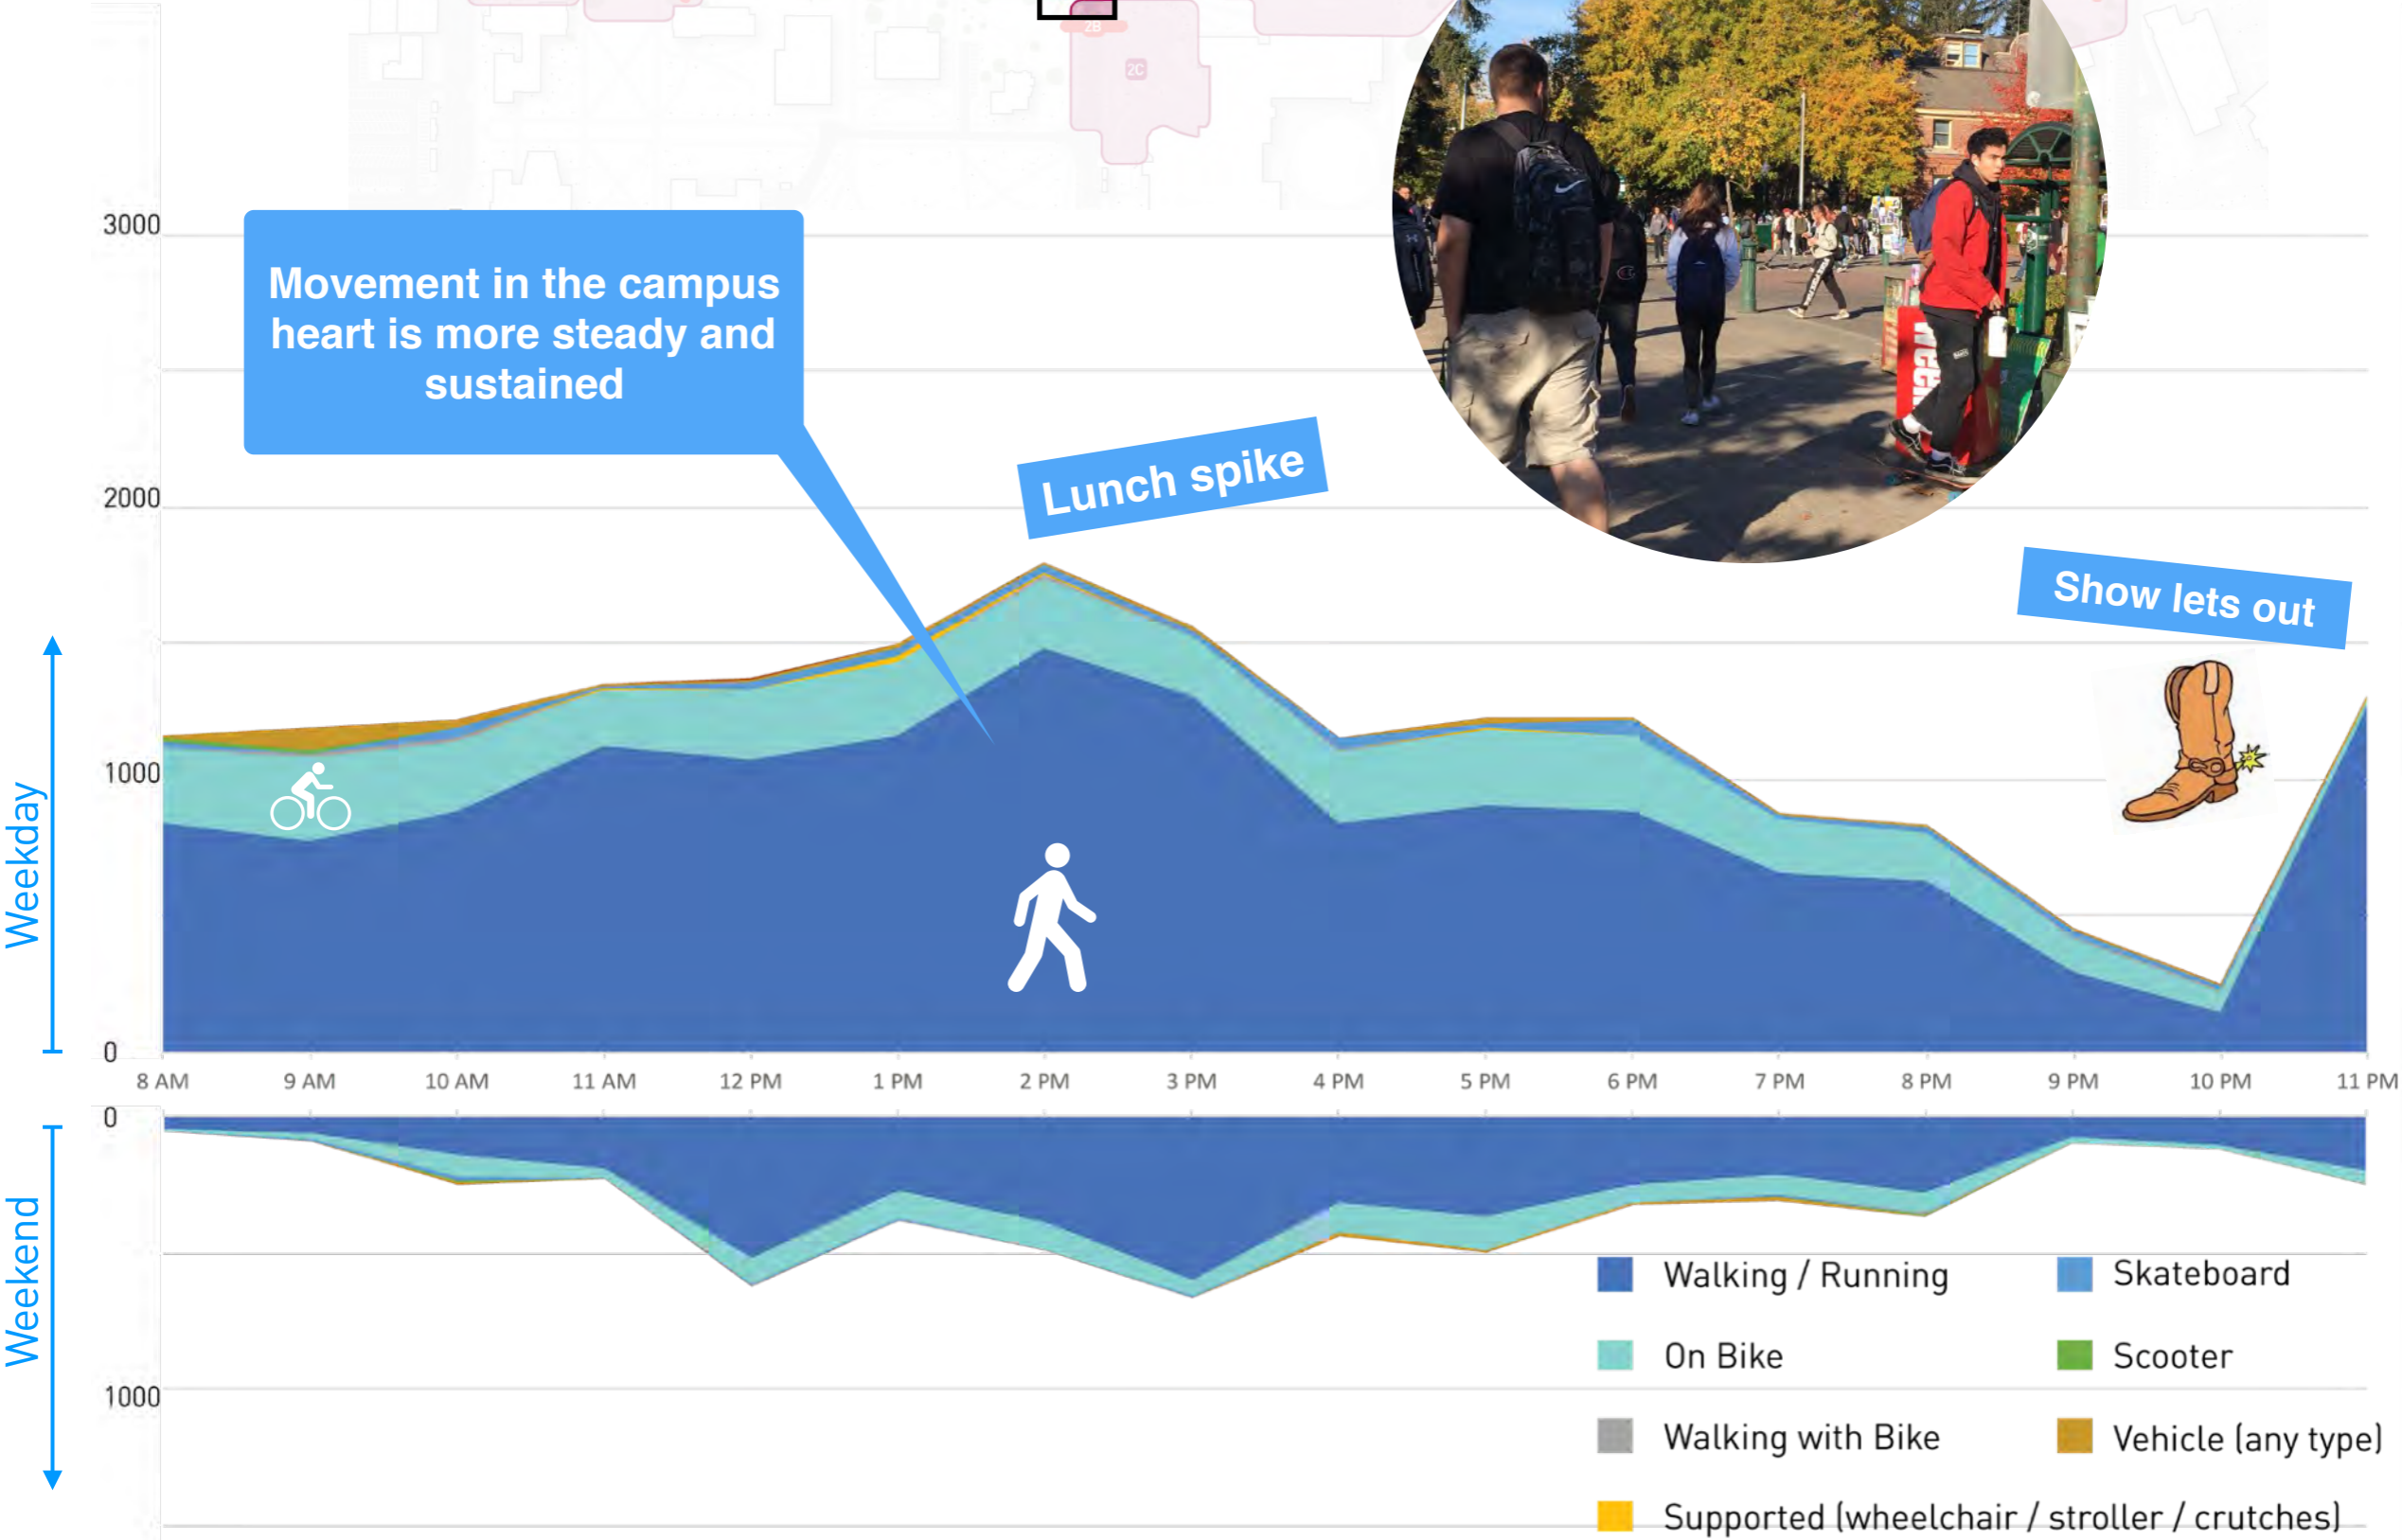 2B
2C
3000
Movement in the campus
heart is more steady and
sustained
Lunch spike
2000
Show lets out
1000
Weekday
0
8 AM 9 AM 10 AM 11 AM 12 PM 1 PM 2 PM 3 PM 4 PM 5 PM 6 PM 7 PM 8 PM 9 PM 10 PM 11 PM
0
Weekend
1000
Walking / Running
Skateboard
On Bike
Scooter
Walking with Bike
Vehicle (any type)
Supported (wheelchair / stroller / crutches)